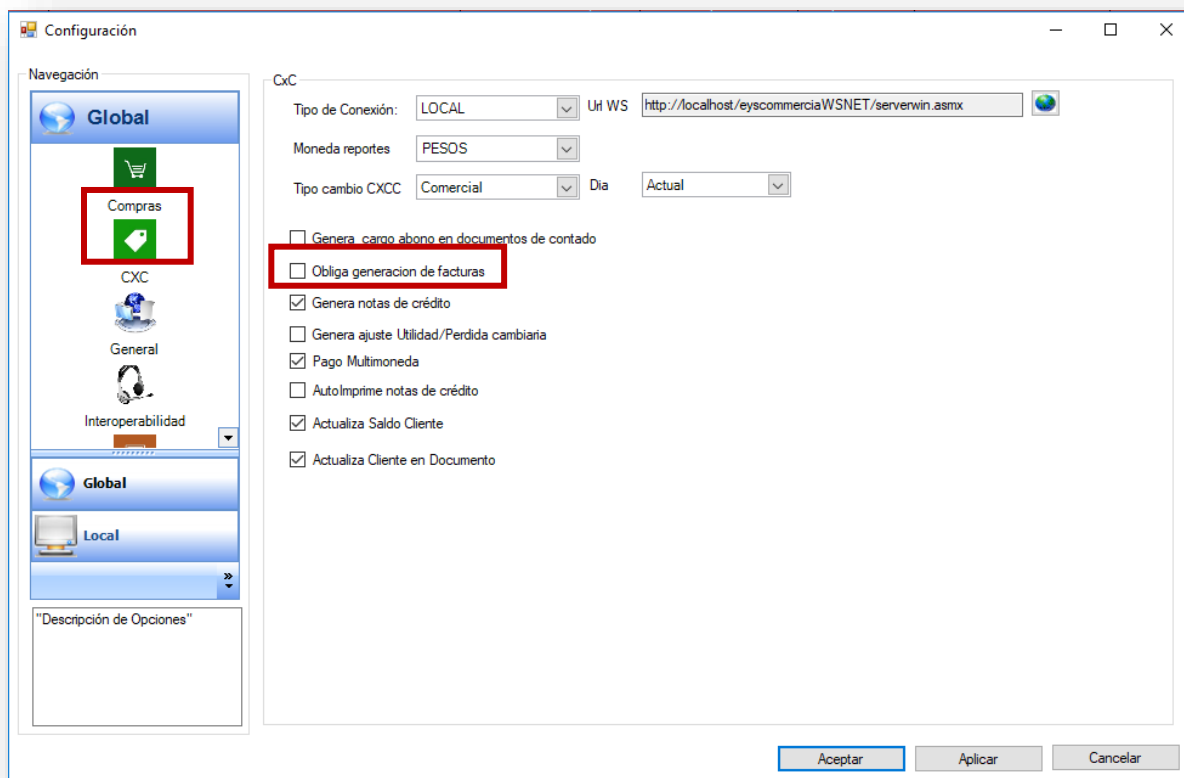 Configuración
Navegación
Global
Compras
CXC
General
Interoperabilidad
Global
Local
"Descripción de Opciones"
CxC
Tipo de Conexión: LOCAL Url WS http://localhost/eyscommerciaWSNET/serverwin.asmx
Moneda reportes PESOS
Tipo cambio CXCC Comercial Dia Actual
Genera cargo abono en documentos de contado
Obliga generacion de facturas
Genera notas de crédito
Genera ajuste Utilidad/Perdida cambiaria
Pago Multimoneda
AutoImprime notas de crédito
Actualiza Saldo Cliente
Actualiza Cliente en Documento
Aceptar Aplicar Cancelar